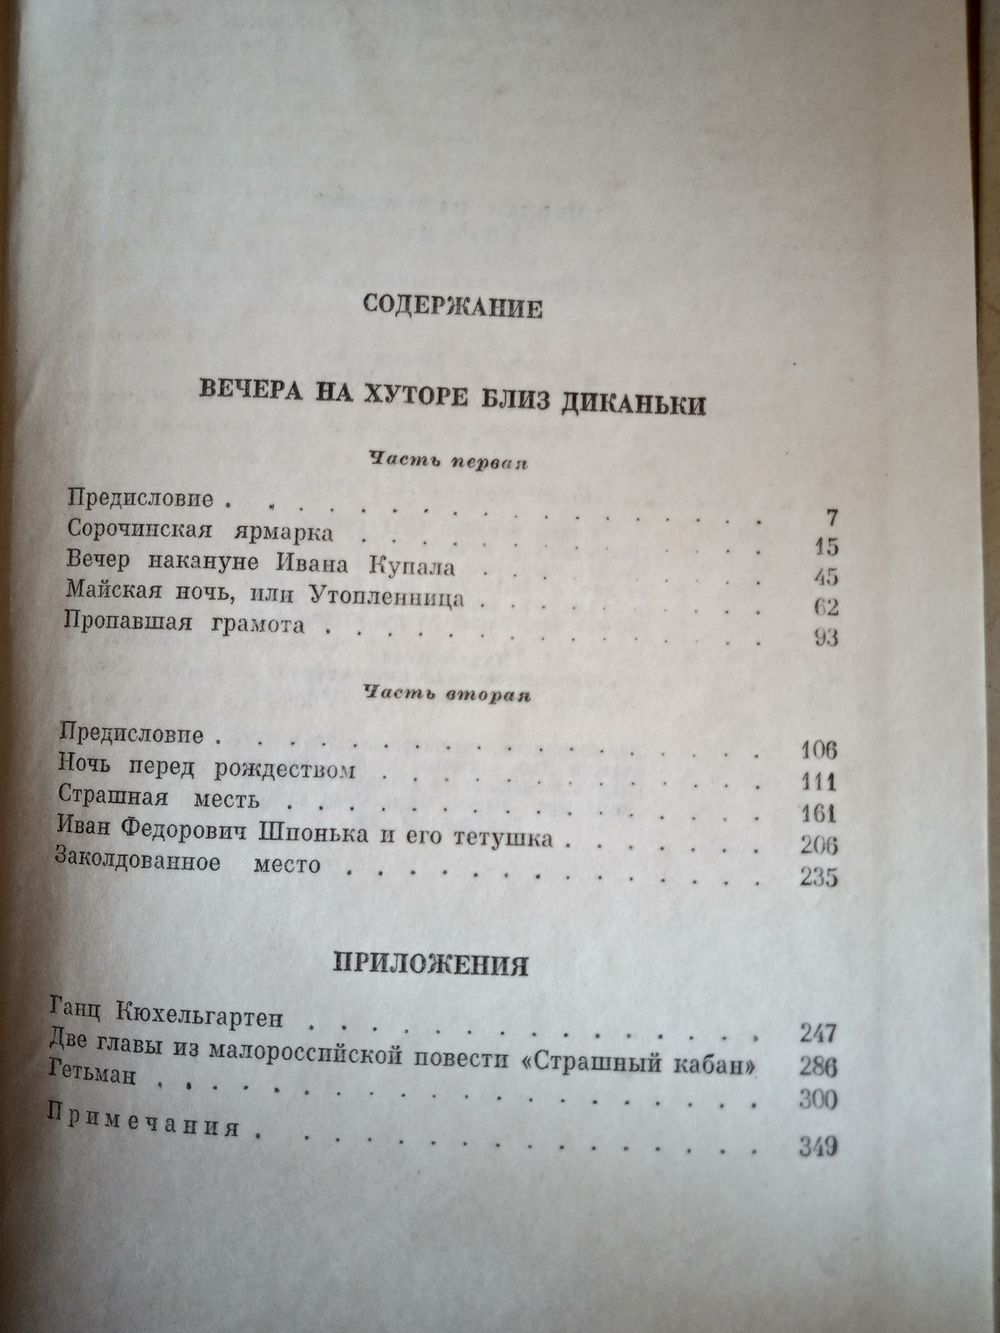 СОДЕРЖАНИЕ
ВЕЧЕРА НА ХУТОРЕ БЛИЗ ДИКАНЬКИ
Часть первая
Предисловие . . . . . . . . . . . . . . . . . 7
Сорочинская ярмарка . . . . . . . . . . . . . 15
Вечер накануне Ивана Купала . . . . . . . . . 45
Майская ночь, или Утопленница . . . . . . . . . 62
Пропавшая грамота . . . . . . . . . . . . . . 93
Часть вторая
Предисловие . . . . . . . . . . . . . . . . . 106
Ночь перед рождеством . . . . . . . . . . . . 111
Страшная месть . . . . . . . . . . . . . . . 161
Иван Федорович Шпонька и его тетушка . . . . . . 206
Заколдованное место . . . . . . . . . . . . . 235
ПРИЛОЖЕНИЯ
Ганц Кюхельгартен . . . . . . . . . . . . . . 247
Две главы из малороссийской повести «Страшный кабан» 286
Гетьман . . . . . . . . . . . . . . . . . . . 300
Примечания . . . . . . . . . . . . . . . . 349